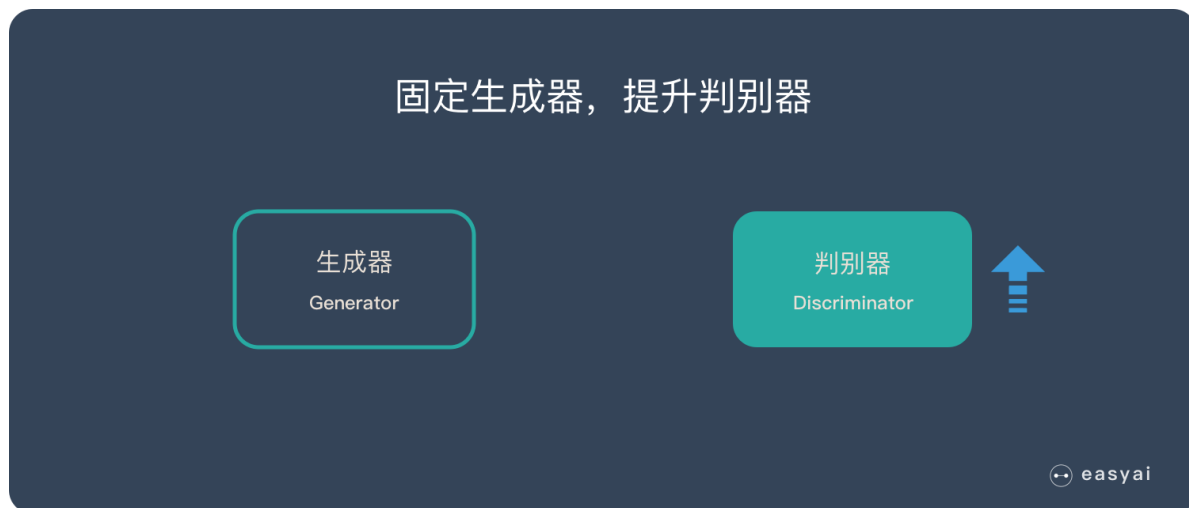 固定生成器，提升判别器
生成器
Generator
判别器
Discriminator
easyai